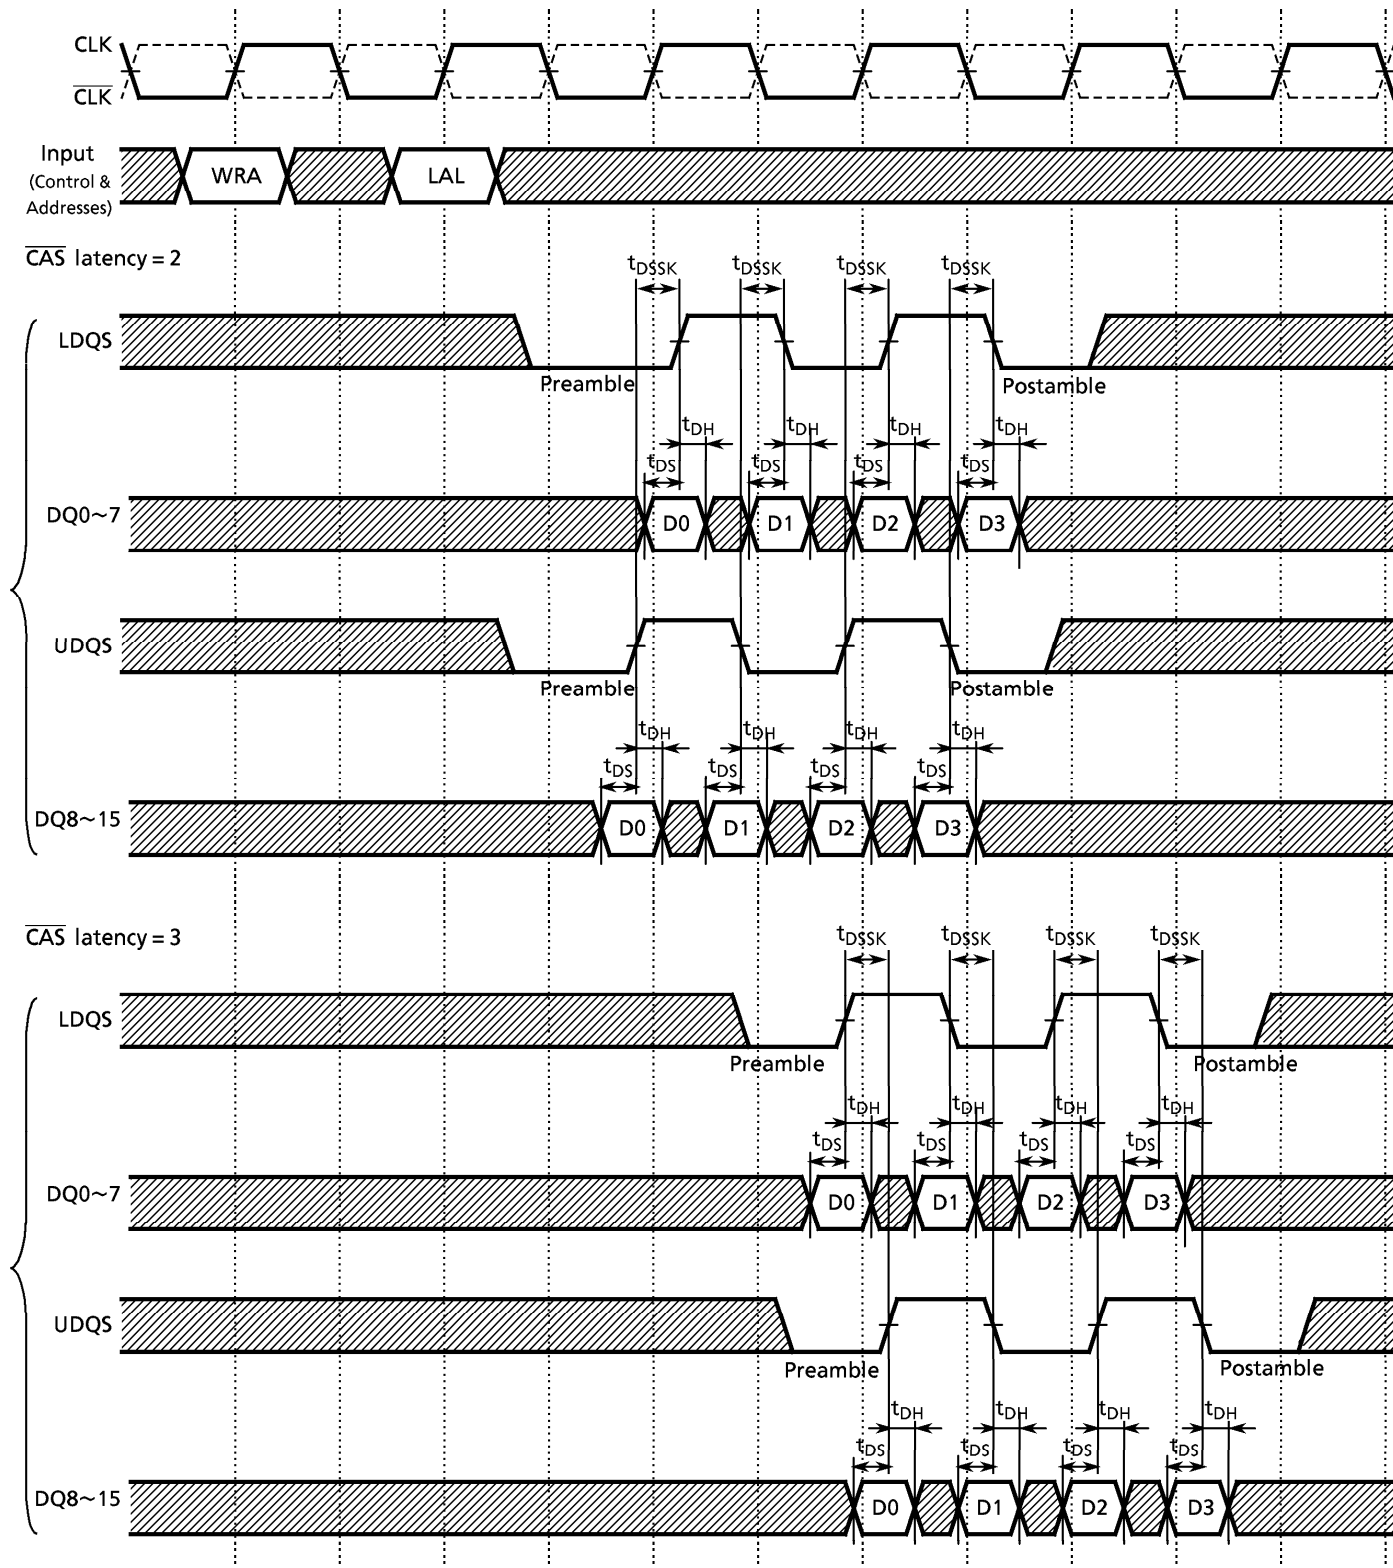 CLK
CLK
Input
(Control &
Addresses)
WRA LAL
CAS latency = 2
tDSSK tDSSK tDSSK tDSSK
LDQS
Preamble Postamble
tDH tDH tDH tDH
tDS tDS tDS tDS
DQ0~7 D0 D1 D2 D3
UDQS
Preamble Postamble
tDH tDH tDH tDH
tDS tDS tDS tDS
DQ8~15 D0 D1 D2 D3
CAS latency = 3
tDSSK tDSSK tDSSK tDSSK
LDQS
Preamble Postamble
tDH tDH tDH tDH
tDS tDS tDS tDS
DQ0~7 D0 D1 D2 D3
UDQS
Preamble Postamble
tDH tDH tDH tDH
tDS tDS tDS tDS
DQ8~15 D0 D1 D2 D3